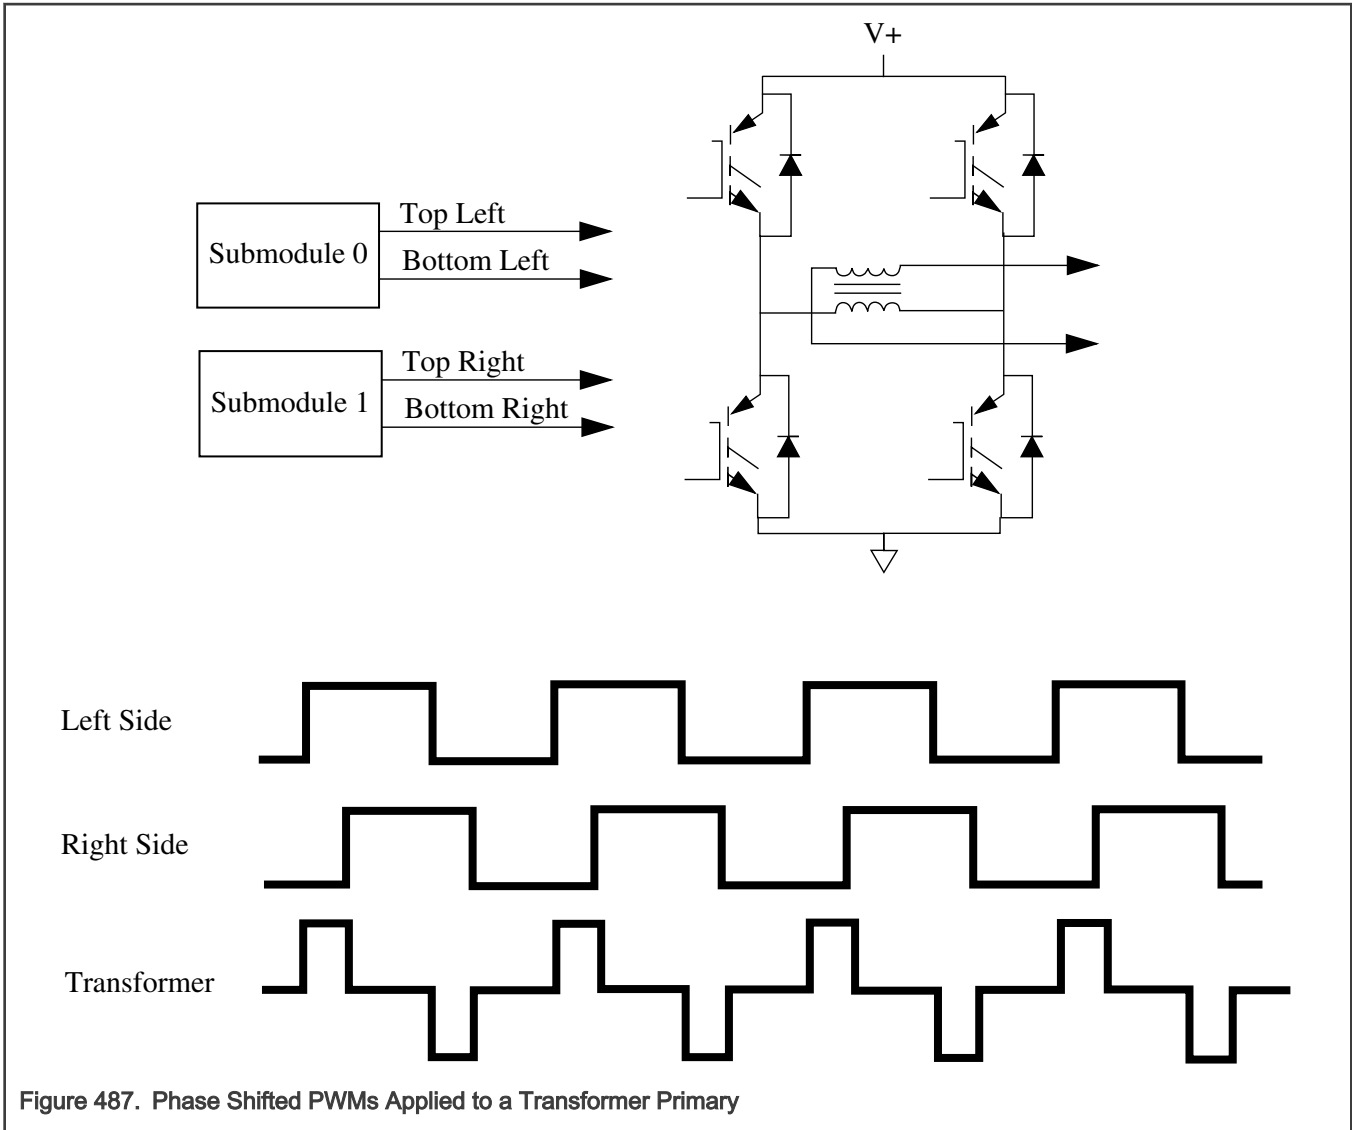 V+
Submodule 0
Top Left
Bottom Left
Submodule 1
Top Right
Bottom Right
Left Side
Right Side
Transformer
Figure 487. Phase Shifted PWMs Applied to a Transformer Primary